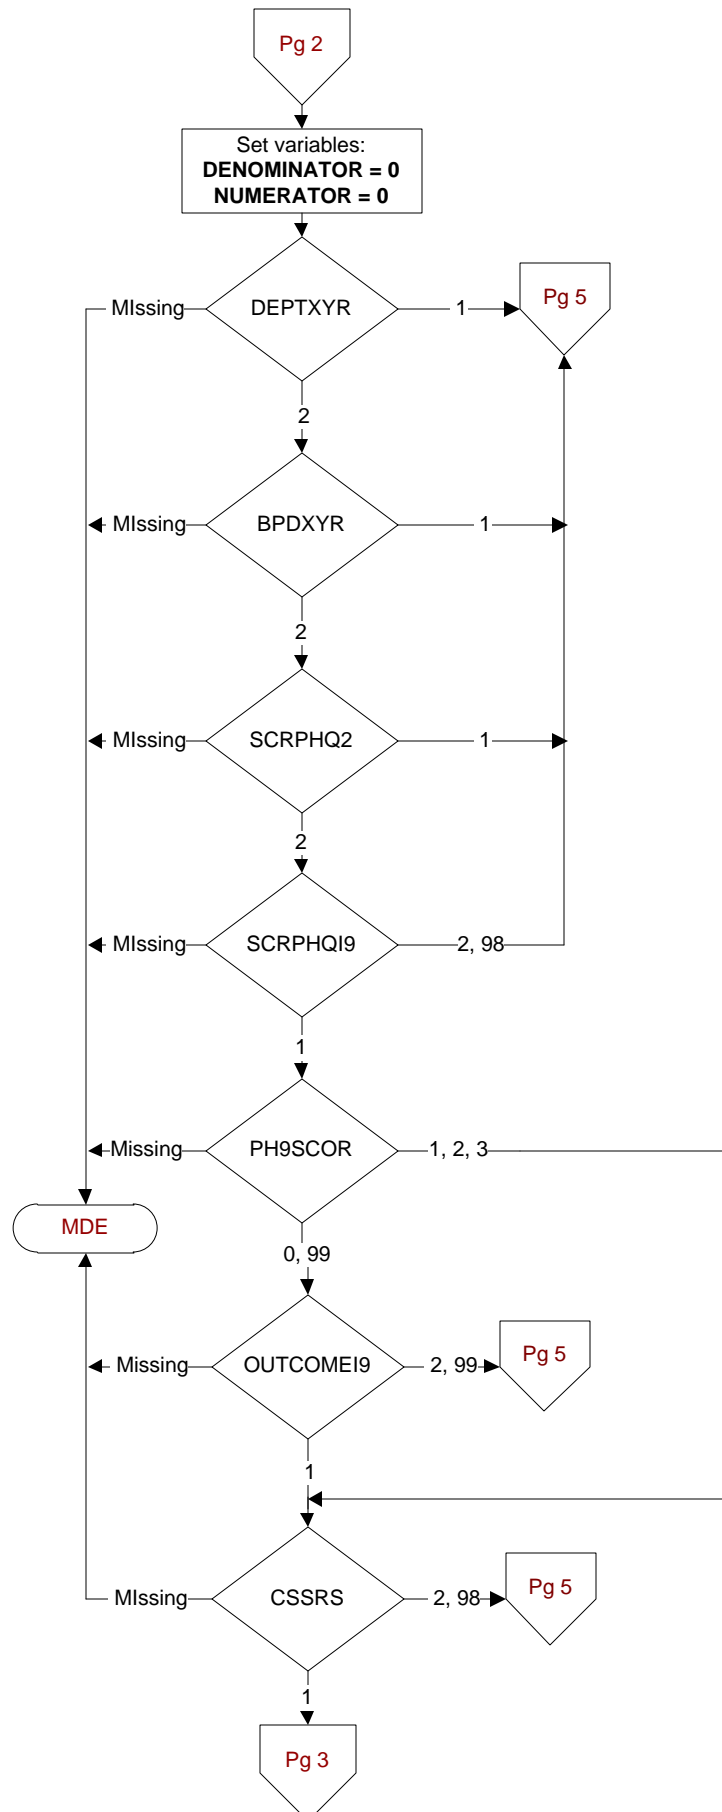 Pg 2
Set variables:
DENOMINATOR = 0
NUMERATOR = 0
MIssing
DEPTXYR
1
Pg 5
2
MIssing
BPDXYR
1
2
MIssing
SCRPHQ2
1
2
MIssing
SCRPHQI9
2, 98
1
Missing
PH9SCOR
1, 2, 3
MDE
0, 99
Missing
OUTCOMEI9
2, 99
Pg 5
1
MIssing
CSSRS
2, 98
Pg 5
1
Pg 3